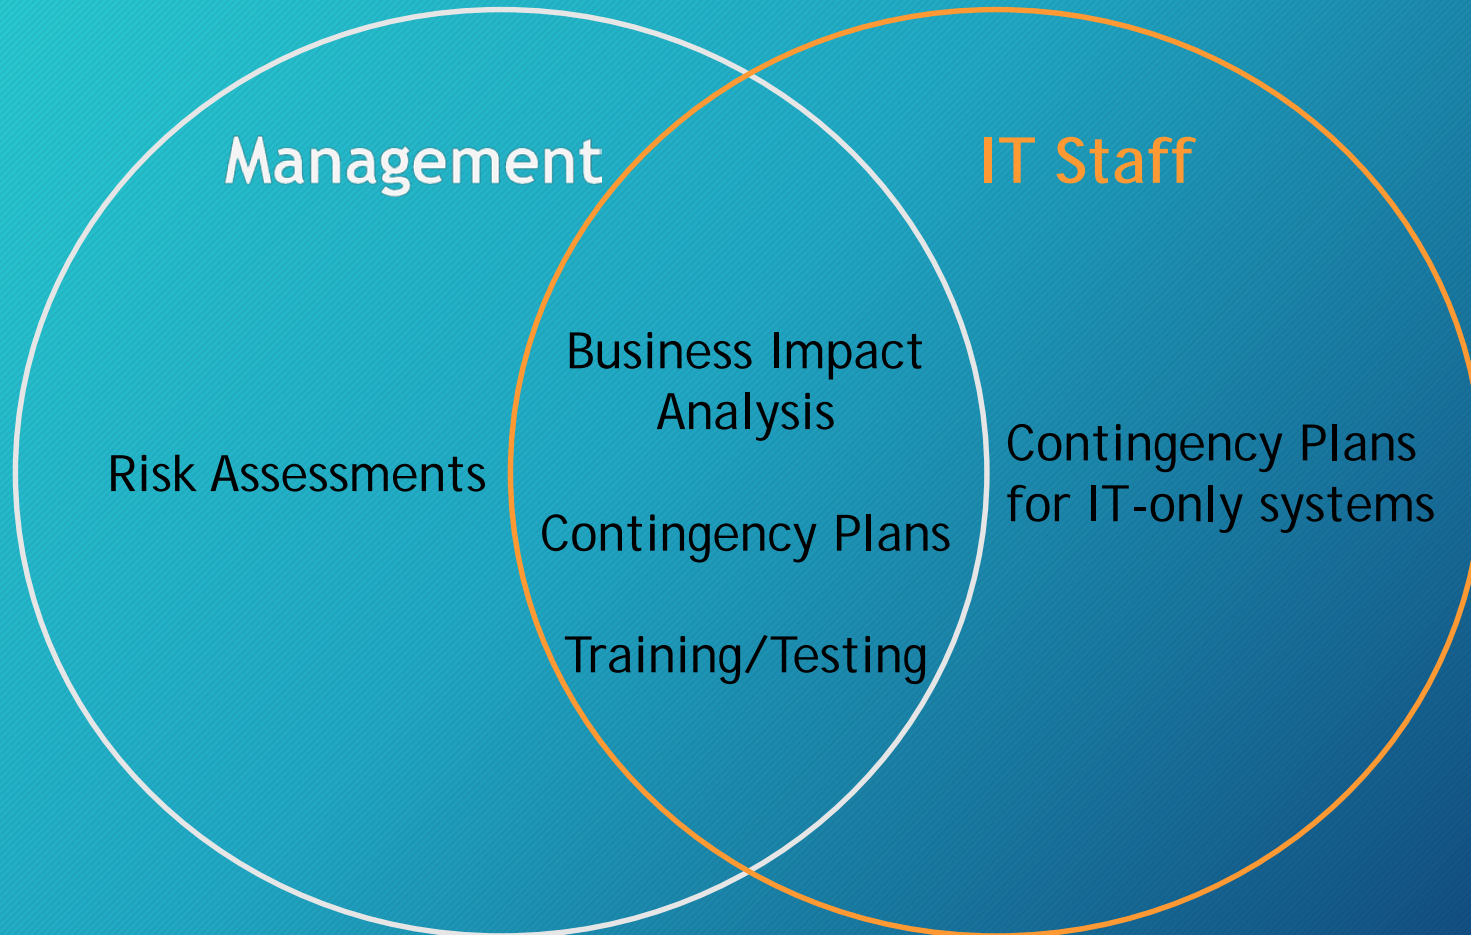 Management
IT Staff
Risk Assessments
Business Impact
Analysis
Contingency Plans
Training/Testing
Contingency Plans
for IT-only systems